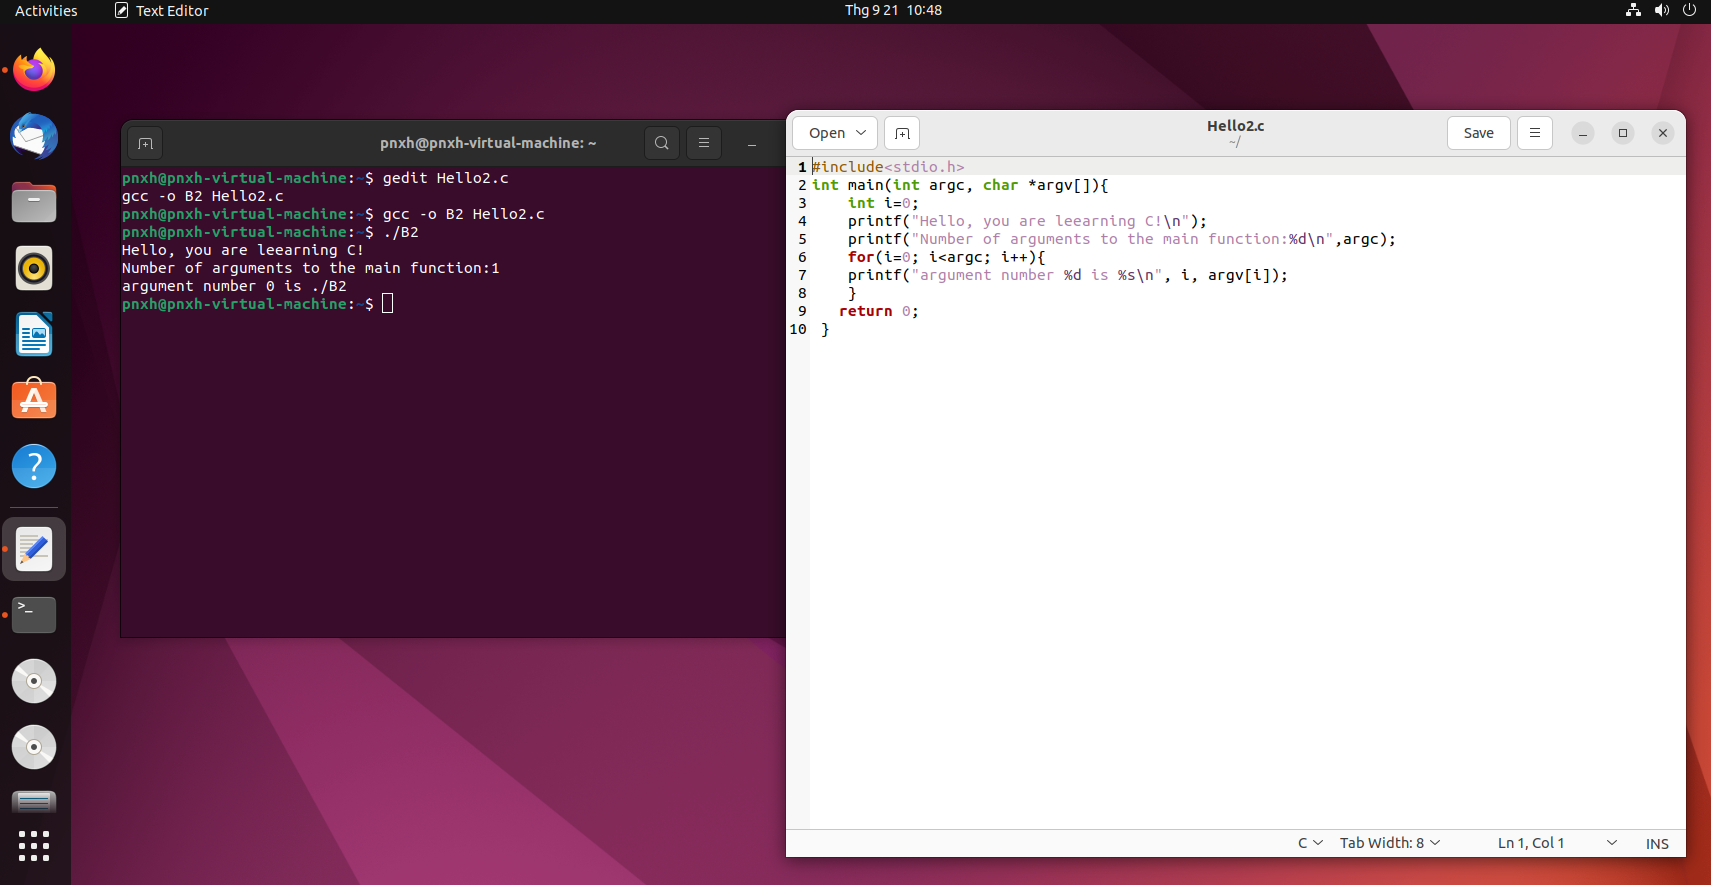 Activities
Text Editor
Thg 9 21 10:48
pnxh@pnxh-virtual-machine: ~
pnxh@pnxh-virtual-machine:~$ gedit Hello2.c
gcc -o B2 Hello2.c
pnxh@pnxh-virtual-machine:~$ gcc -o B2 Hello2.c
pnxh@pnxh-virtual-machine:~$ ./B2
Hello, you are leearning C!
Number of arguments to the main function:1
argument number 0 is ./B2
pnxh@pnxh-virtual-machine:~$
Open
Hello2.c
~/
Save
1 #include<stdio.h>
2 int main(int argc, char *argv[]){
3     int i=0;
4     printf("Hello, you are leearning C!\n");
5     printf("Number of arguments to the main function:%d\n",argc);
6     for(i=0; i<argc; i++){
7     printf("argument number %d is %s\n", i, argv[i]);
8     }
9    return 0;
10  }
C
Tab Width: 8
Ln 1, Col 1
INS